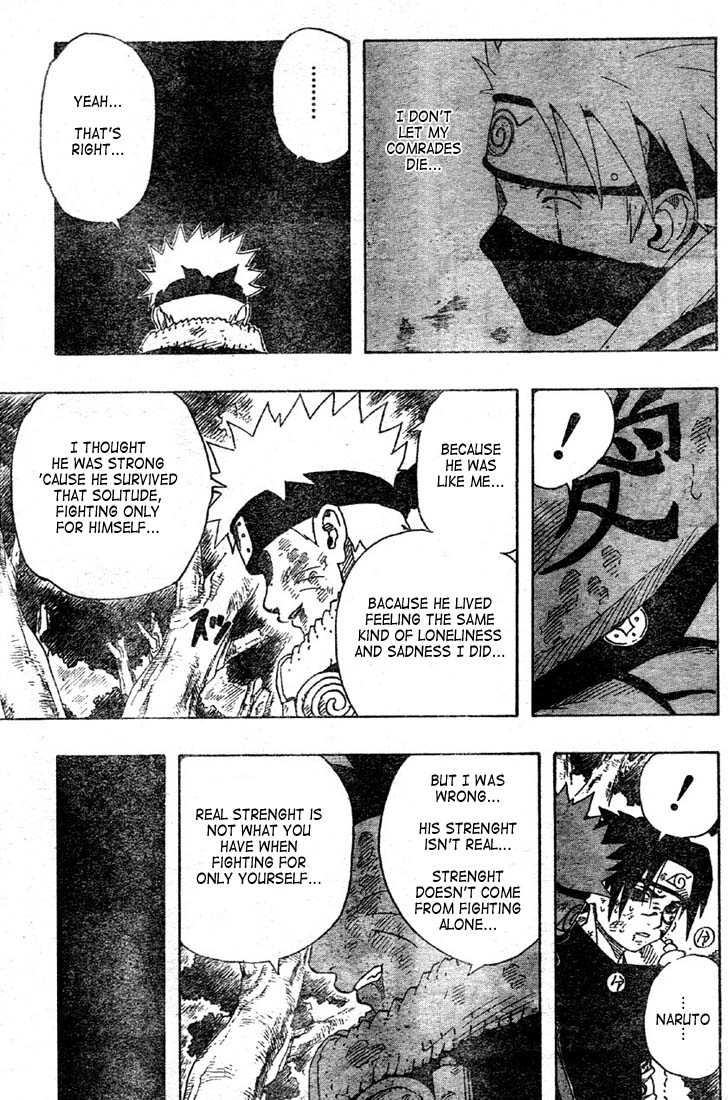 I DON'T
LET MY
COMRADES
DIE...
.........
YEAH...
THAT'S
RIGHT...
!
愛
BECAUSE
HE WAS
LIKE ME...
BACAUSE HE LIVED
FEELING THE SAME
KIND OF LONELINESS
AND SADNESS I DID...
I THOUGHT
HE WAS STRONG
'CAUSE HE SURVIVED
THAT SOLITUDE,
FIGHTING ONLY
FOR HIMSELF...
ズッ
!
......
NARUTO
......
BUT I WAS
WRONG...
HIS STRENGHT
ISN'T REAL...
STRENGHT
DOESN'T COME
FROM FIGHTING
ALONE...
REAL STRENGHT IS
NOT WHAT YOU
HAVE WHEN
FIGHTING FOR
ONLY YOURSELF...